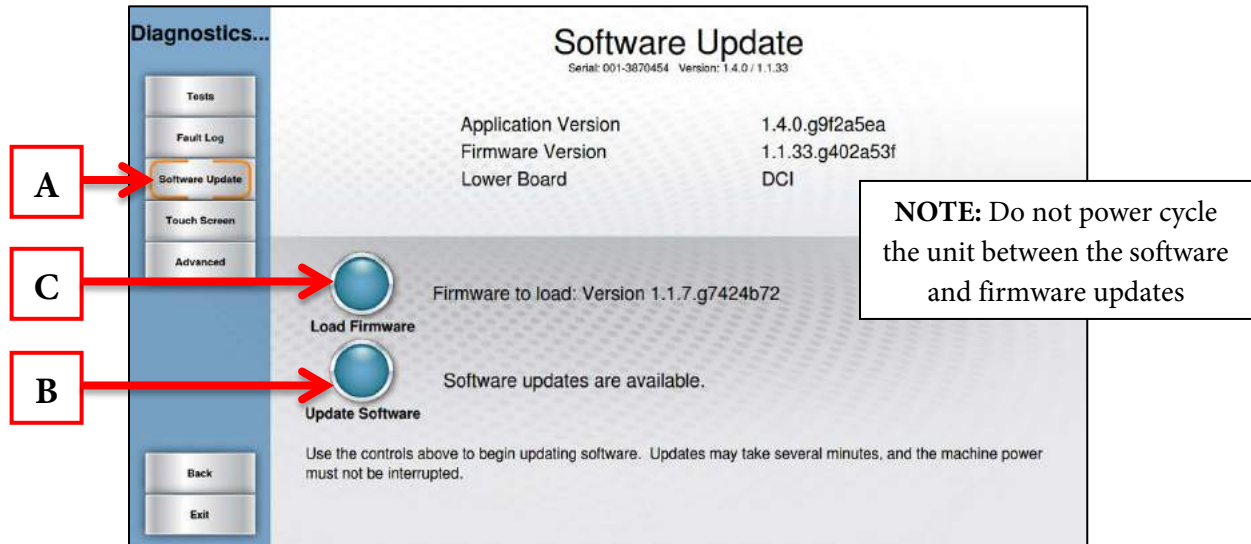 Diagnostics...
Tests
Fault Log
Software Update
Touch Screen
Advanced
Back
Exit
A
C
B
Software Update
Serial: 001-3870454 Version: 1.4.0 / 1.1.33
Application Version 1.4.0.g9f2a5ea
Firmware Version 1.1.33.g402a53f
Lower Board DCI
NOTE: Do not power cycle
the unit between the software
and firmware updates
Firmware to load: Version 1.1.7.g7424b72
Load Firmware
Software updates are available.
Update Software
Use the controls above to begin updating software. Updates may take several minutes, and the machine power
must not be interrupted.